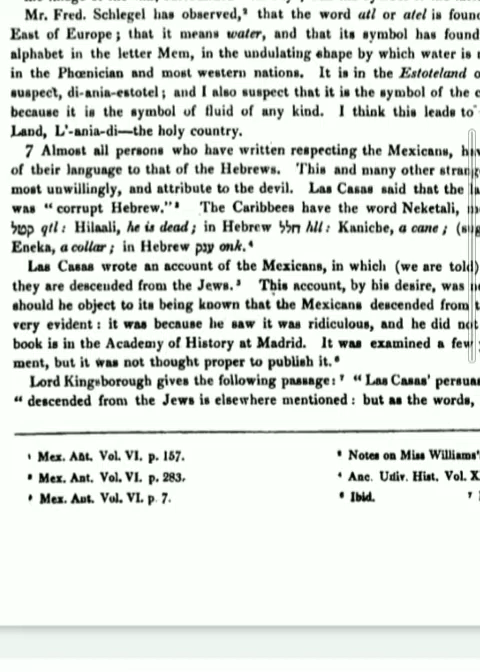 Mr. Fred. Schlegel has observed,² that the word atl or atel is found
East of Europe; that it means water, and that its symbol has found
alphabet in the letter Mem, in the undulating shape by which water is
in the Phœnician and most western nations. It is in the Estoteland
suspect, di-ania-estotel; and I also suspect that it is the symbol of the
because it is the symbol of fluid of any kind. I think this leads to
Land, L'-ania-di—the holy country.
7 Almost all persons who have written respecting the Mexicans,
of their language to that of the Hebrews. This and many other
most unwillingly, and attribute to the devil. Las Casas said that the
was “ corrupt Hebrew.”³ The Caribbees have the word Neketali,
קטל qtl: Hilaali, he is dead; in Hebrew חלל hll: Kaniche, a cane;
Eneka, a collar; in Hebrew ענק onk.⁴
Las Casas wrote an account of the Mexicans, in which (we are told)
they are descended from the Jews.⁵ This account, by his desire, was
should be object to its being known that the Mexicans descended from
very evident: it was because he saw it was ridiculous, and he did not
book is in the Academy of History at Madrid. It was examined a few
ment, but it was not thought proper to publish it.⁶
Lord Kingsborough gives the following passage:⁷ “ Las Casas’
“ descended from the Jews is elsewhere mentioned: but as the words,
¹ Mex. Ant. Vol. VI. p. 157.
Notes on Miss Williams’
Mex. Ant. Vol. VI. p. 283.
⁴ Anc. Univ. Hist. Vol.
Mex. Ant. Vol. VI. p. 7.
⁶ Ibid.
⁷